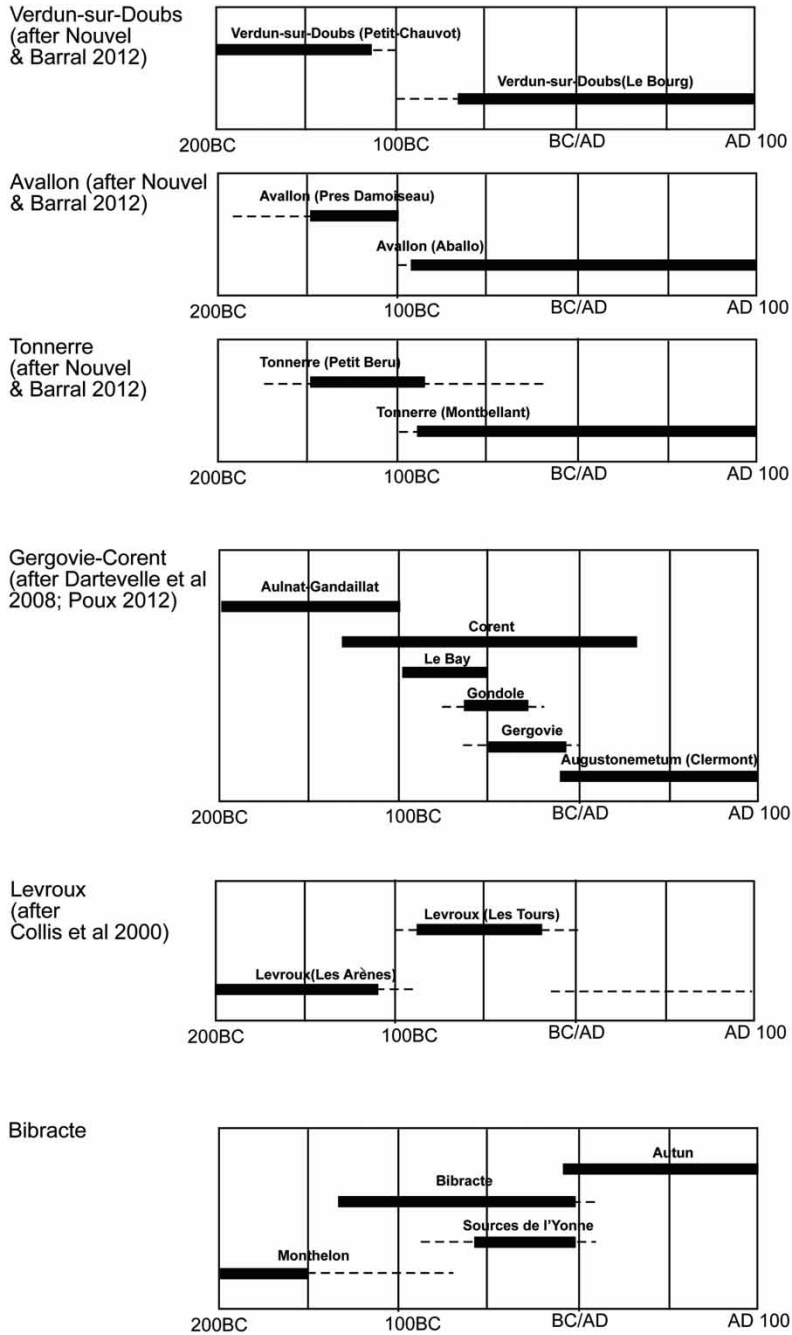 Verdun-sur-Doubs
(after Nouvel
& Barral 2012)
Verdun-sur-Doubs (Petit-Chauvot)
Verdun-sur-Doubs(Le Bourg)
200BC 100BC BC/AD AD 100
Avallon (after Nouvel
& Barral 2012)
Avallon (Pres Damoiseau)
Avallon (Aballo)
200BC 100BC BC/AD AD 100
Tonnerre
(after Nouvel
& Barral 2012)
Tonnerre (Petit Beru)
Tonnerre (Montbellant)
200BC 100BC BC/AD AD 100
Gergovie-Corent
(after Dartevelle et al
2008; Poux 2012)
Aulnat-Gandaillat
Corent
Le Bay
Gondole
Gergovie
Augustonemetum (Clermont)
200BC 100BC BC/AD AD 100
Levroux
(after
Collis et al 2000)
Levroux (Les Tours)
Levroux(Les Arènes)
200BC 100BC BC/AD AD 100
Bibracte
Autun
Bibracte
Sources de l'Yonne
Monthelon
200BC 100BC BC/AD AD 100